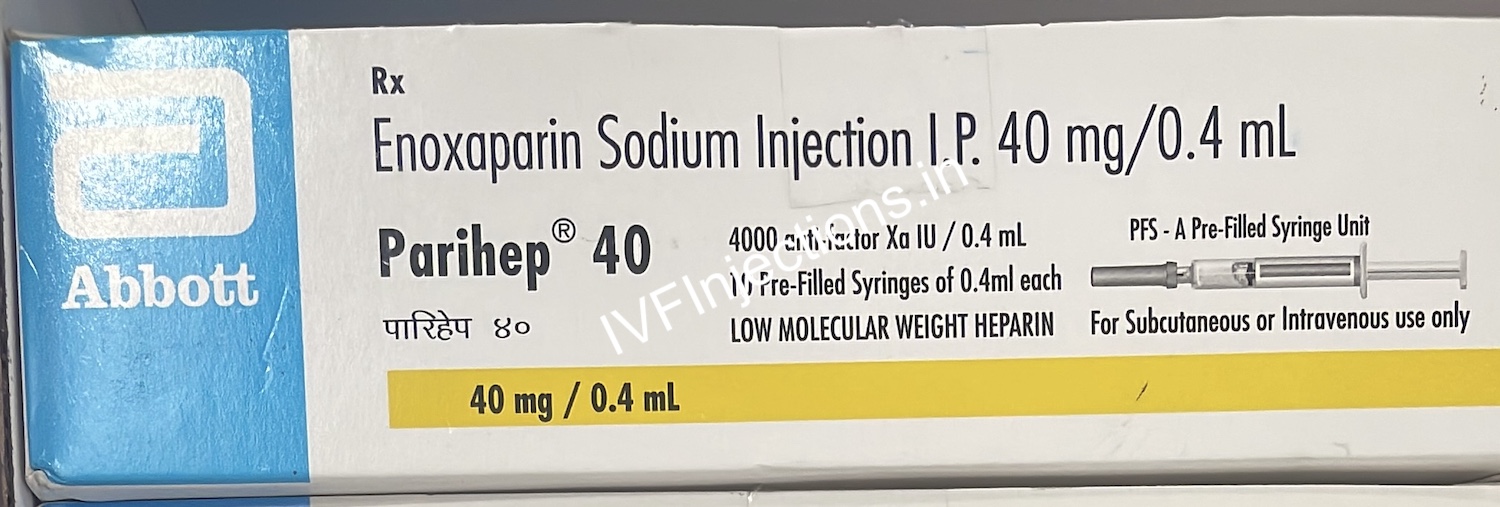 Abbott
Rx
Enoxaparin Sodium Injection I.P. 40 mg/0.4 mL
Parihep® 40
पारिहेप ४०
4000 anti-factor Xa IU / 0.4 mL
10 Pre-Filled Syringes of 0.4ml each
LOW MOLECULAR WEIGHT HEPARIN
PFS - A Pre-Filled Syringe Unit
For Subcutaneous or Intravenous use only
40 mg / 0.4 mL
IVFInjections.in